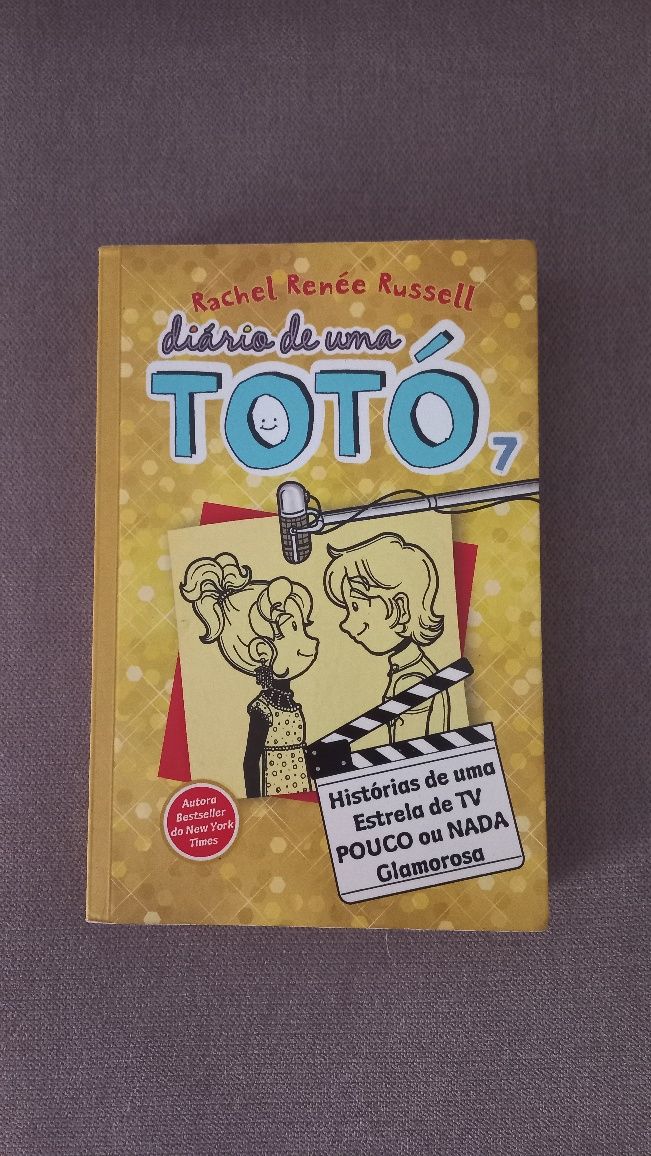 Rachel Renée Russell
diário de uma
TOTÓ
7
Histórias de uma
Estrela de TV
POUCO ou NADA
Glamorosa
Autora
Bestseller
do New York
Times